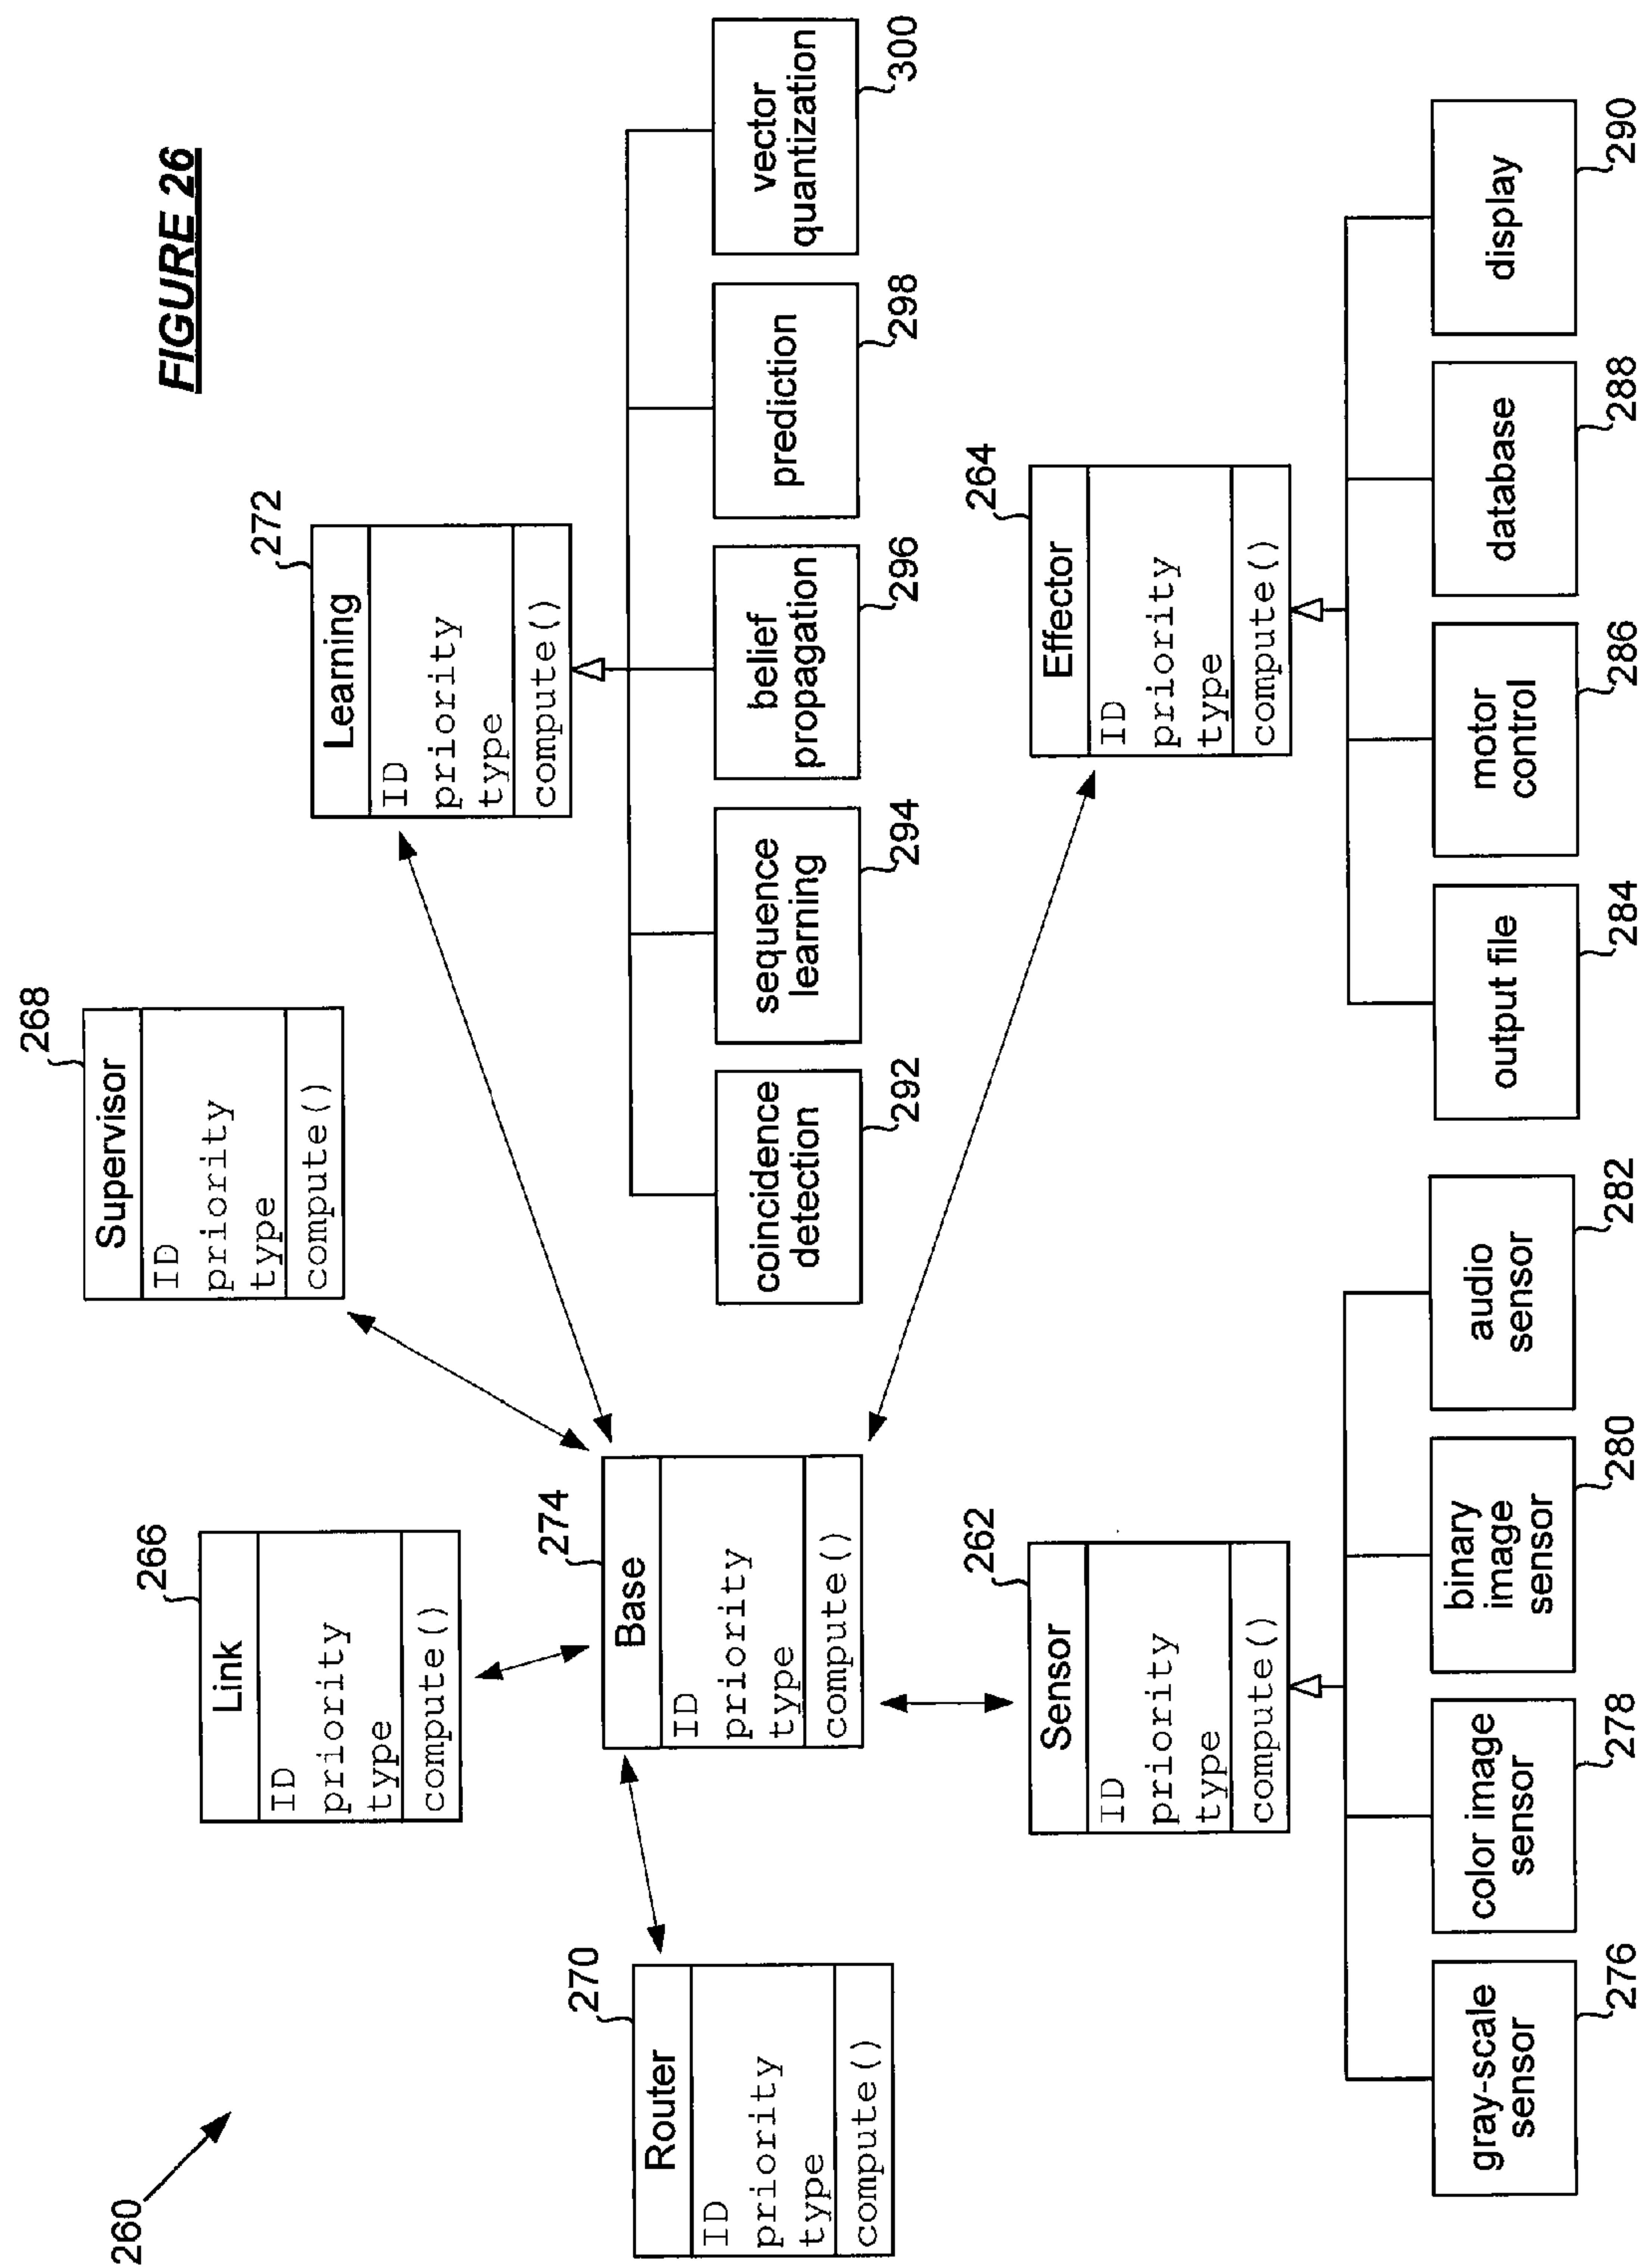 FIGURE 26
260
268
Supervisor
ID
priority
type
compute()
266
Link
ID
priority
type
compute()
272
Learning
ID
priority
type
compute()
270
Router
ID
priority
type
compute()
274
Base
ID
priority
type
compute()
coincidence
detection
292
sequence
learning
294
belief
propagation
296
prediction
298
vector
quantization
300
262
Sensor
ID
priority
type
compute()
264
Effector
ID
priority
type
compute()
gray-scale
sensor
276
color image
sensor
278
binary
image
sensor
280
audio
sensor
282
output file
284
motor
control
286
database
288
display
290